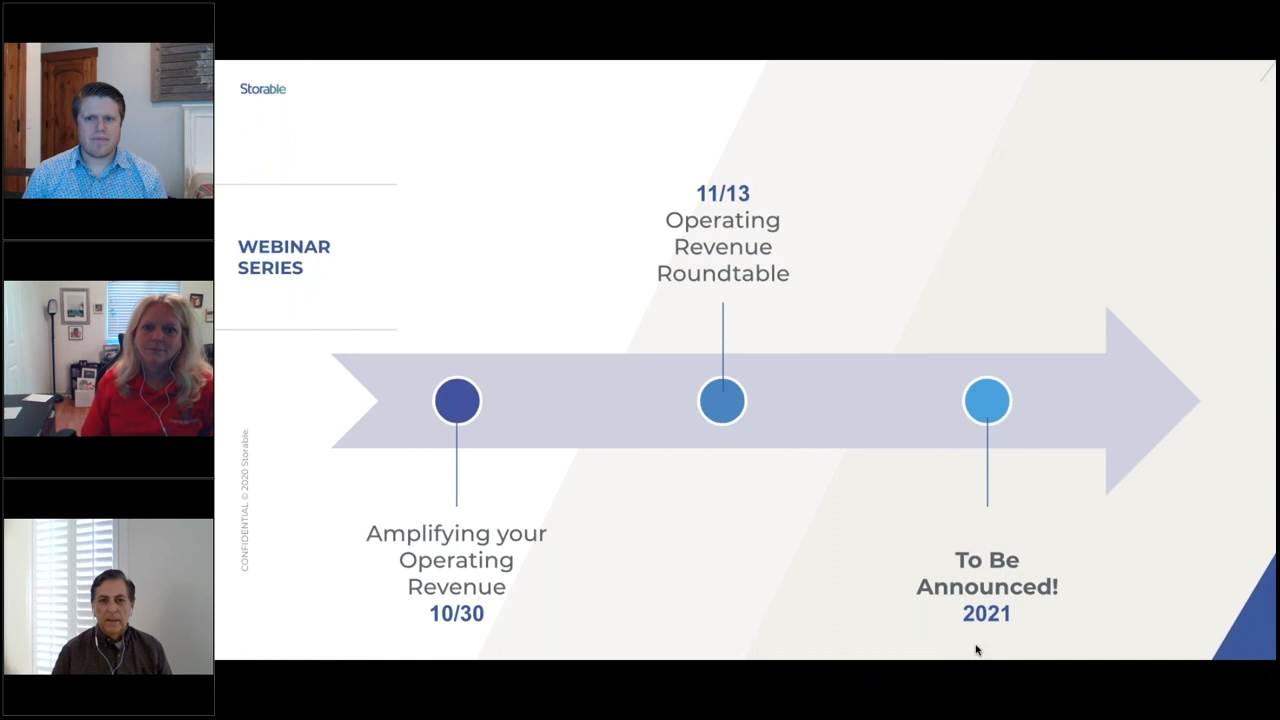 Storable
WEBINAR
SERIES
CONFIDENTIAL © 2020 Storable.
11/13
Operating
Revenue
Roundtable
Amplifying your
Operating
Revenue
10/30
To Be
Announced!
2021